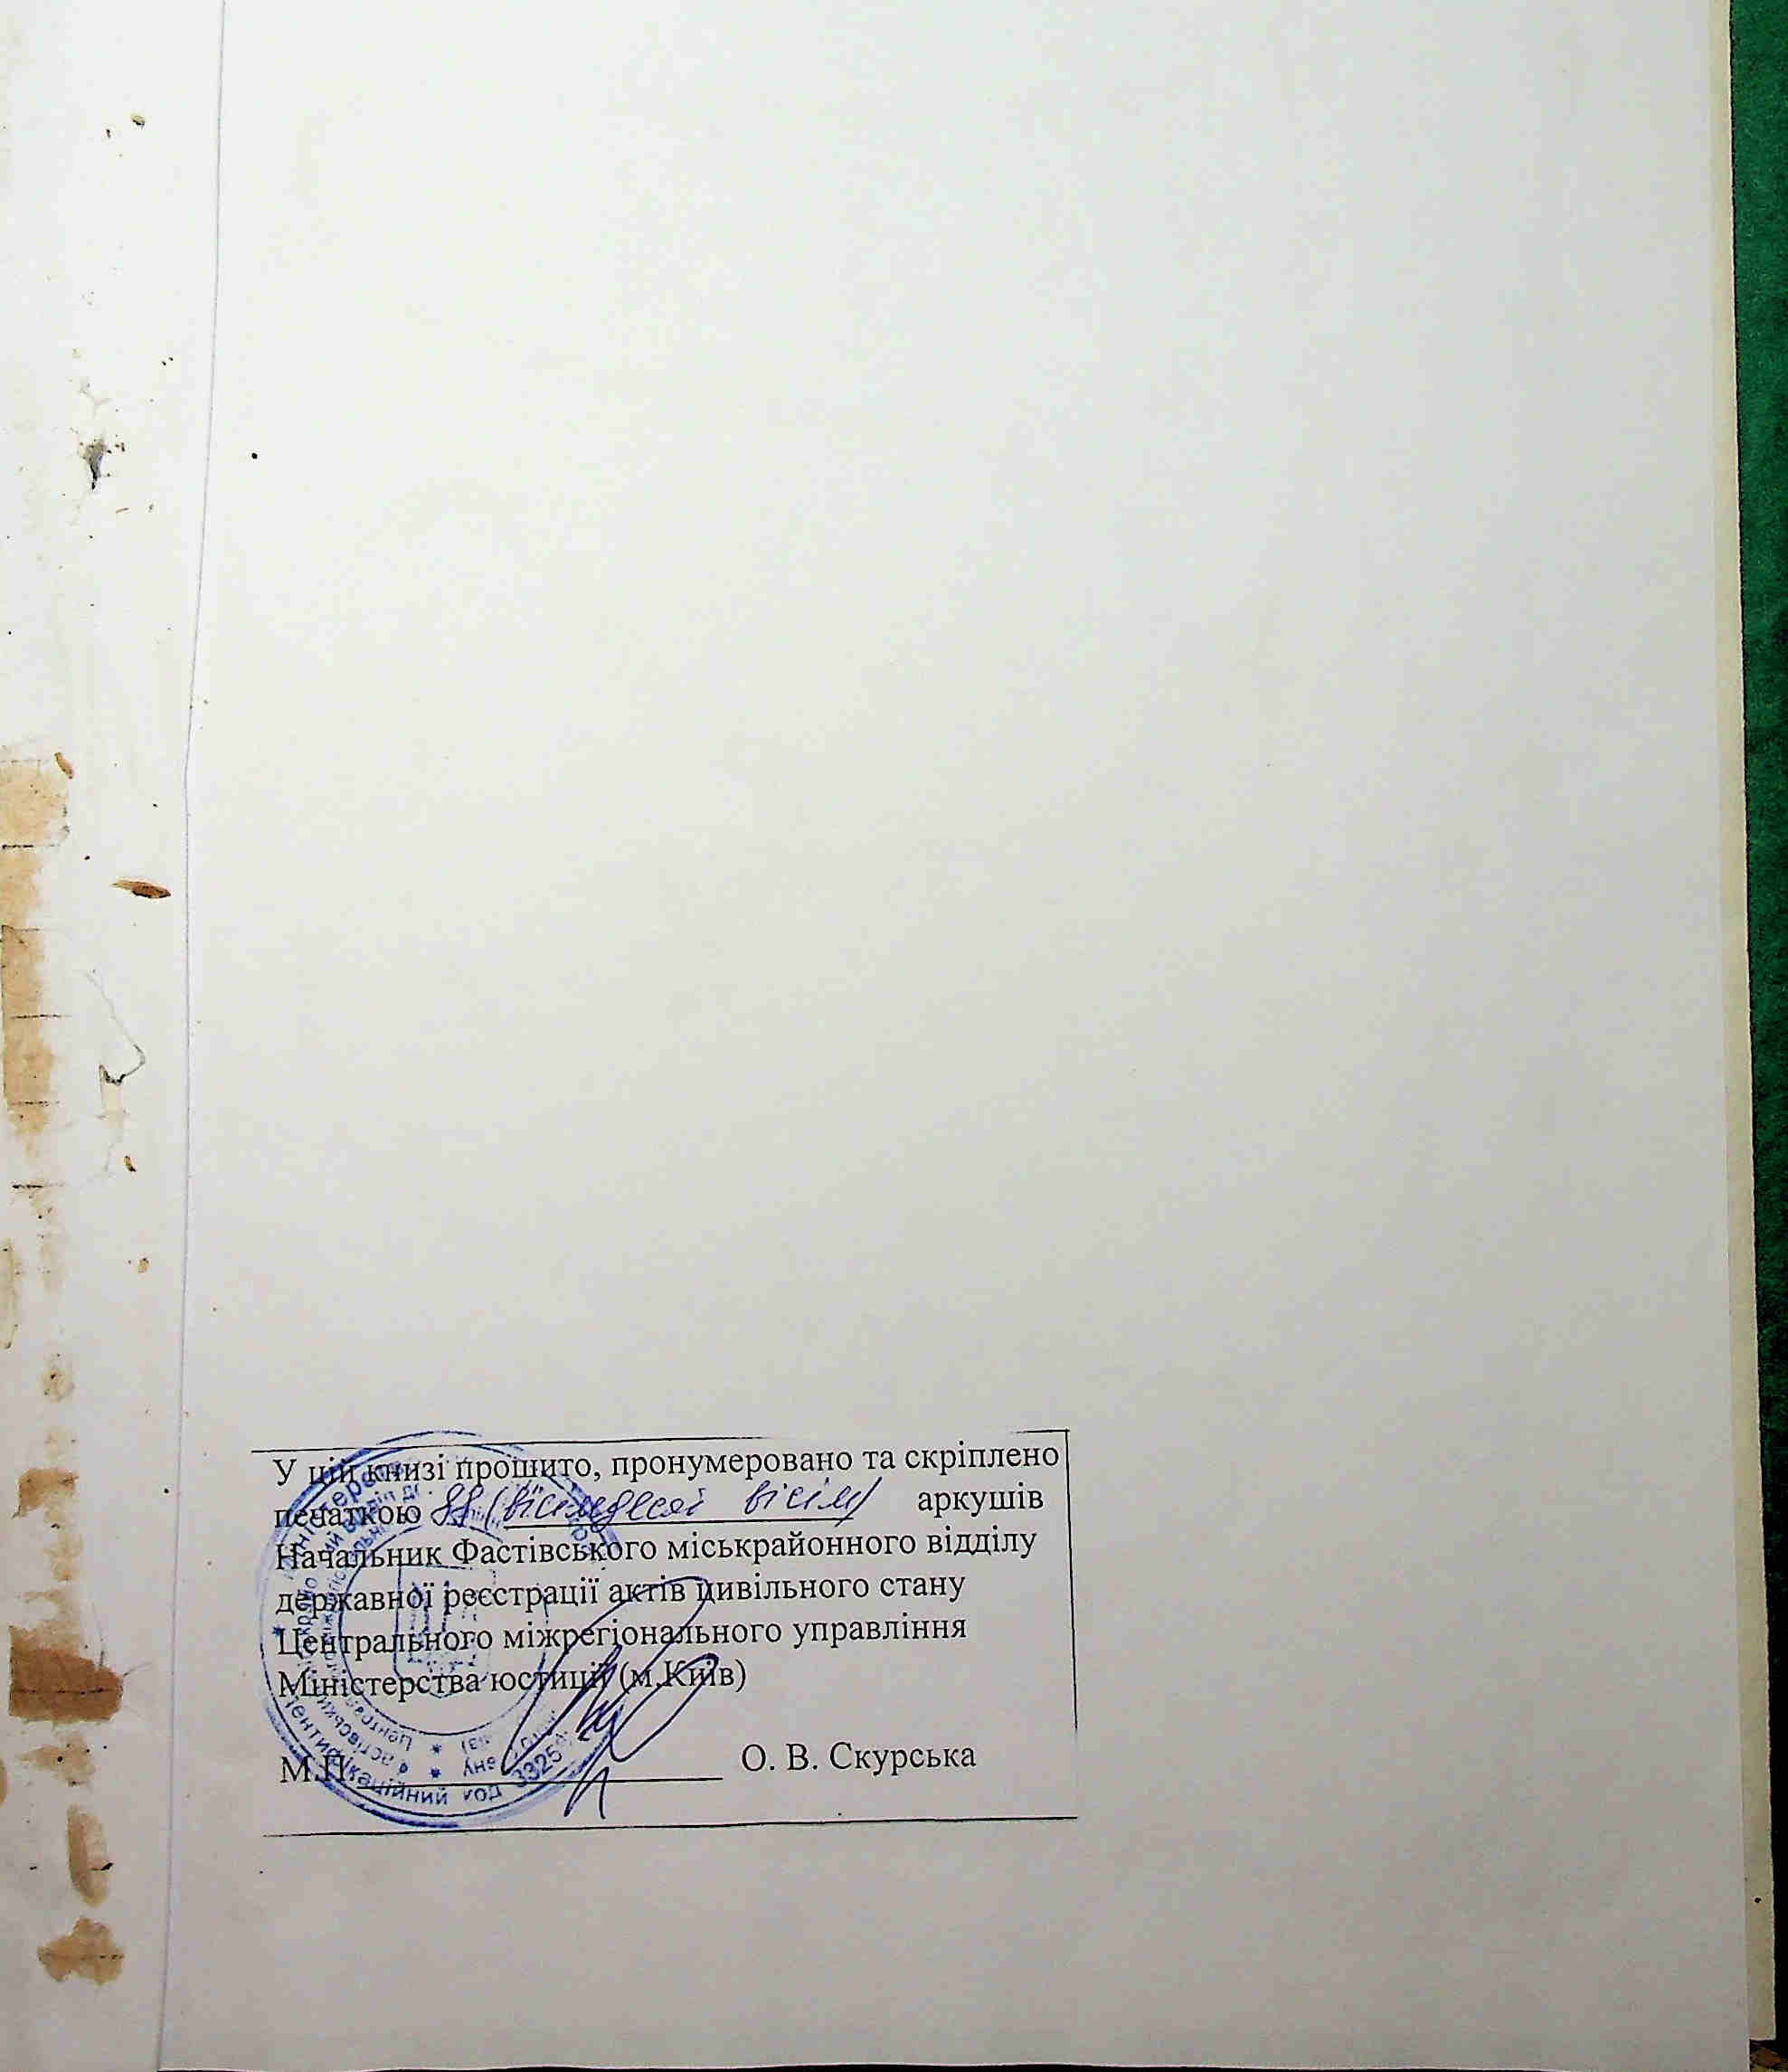 У цій книзі прошито, пронумеровано та скріплено
печаткою 88 (вісімдесят вісім) аркушів
Начальник Фастівського міськрайонного відділу
державної реєстрації актів цивільного стану
Центрального міжрегіонального управління
Міністерства юстиції (м.Київ)
М.П. О. В. Скурська